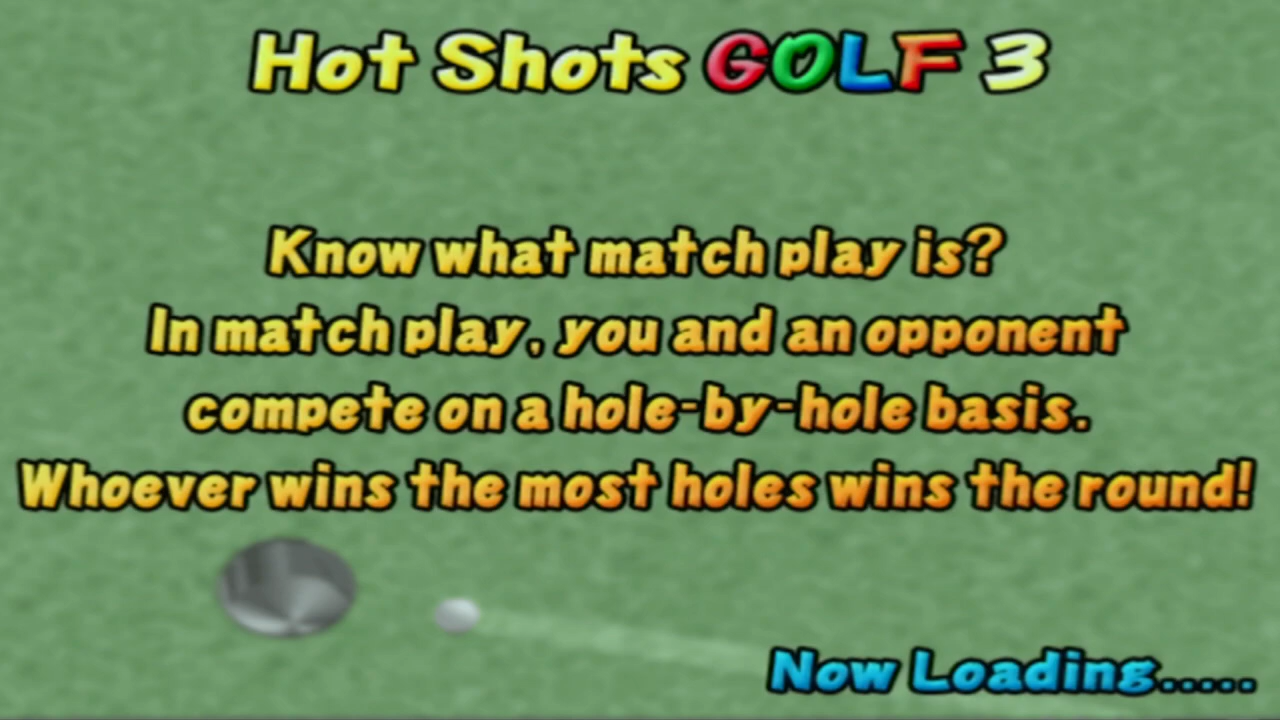 Hot Shots GOLF 3
Know what match play is?
In match play, you and an opponent
compete on a hole-by-hole basis.
Whoever wins the most holes wins the round!
Now Loading.....